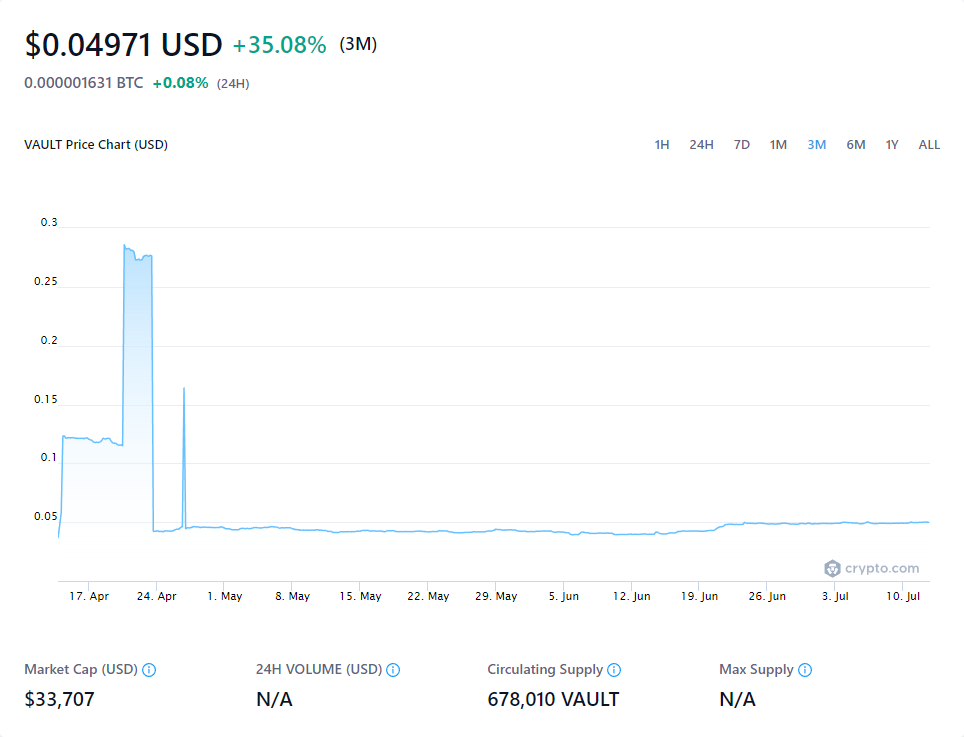 $0.04971 USD +35.08% (3M)
0.000001631 BTC +0.08% (24H)
VAULT Price Chart (USD) 1H 24H 7D 1M 3M 6M 1Y ALL
0.3
0.25
0.2
0.15
0.1
0.05
crypto.com
17. Apr 24. Apr 1. May 8. May 15. May 22. May 29. May 5. Jun 12. Jun 19. Jun 26. Jun 3. Jul 10. Jul
Market Cap (USD) 24H VOLUME (USD) Circulating Supply Max Supply
$33,707 N/A 678,010 VAULT N/A